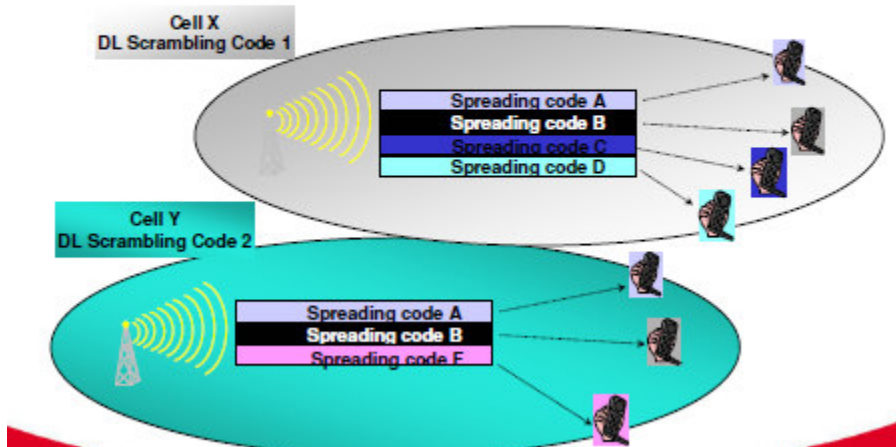 Cell X
DL Scrambling Code 1
Spreading code A
Spreading code B
Spreading code C
Spreading code D
Cell Y
DL Scrambling Code 2
Spreading code A
Spreading code B
Spreading code